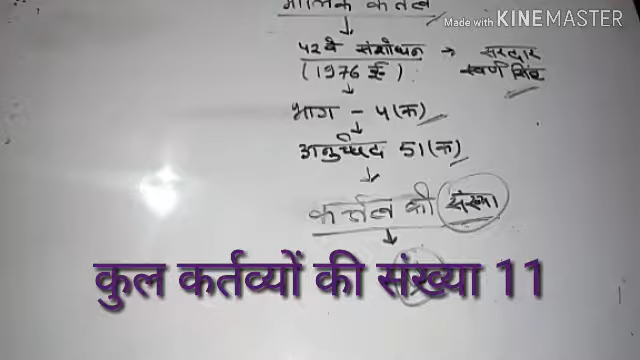 मौलिक कर्तव्य
Made with KINEMASTER
42वें संशोधन → सरदार
(1976 ई) स्वर्ण सिंह
भाग - 4(क)
अनुच्छेद 51(क)
कर्त्तव्य की संख्या
कुल कर्तव्यों की संख्या 11